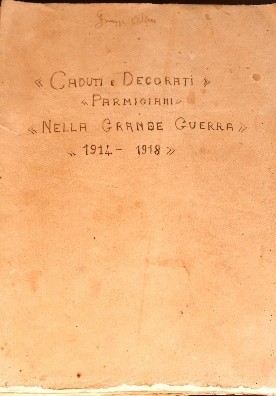 « CADUTI E DECORATI »
« PARMIGIANI »
« NELLA GRANDE GUERRA »
« 1914 - 1918 »